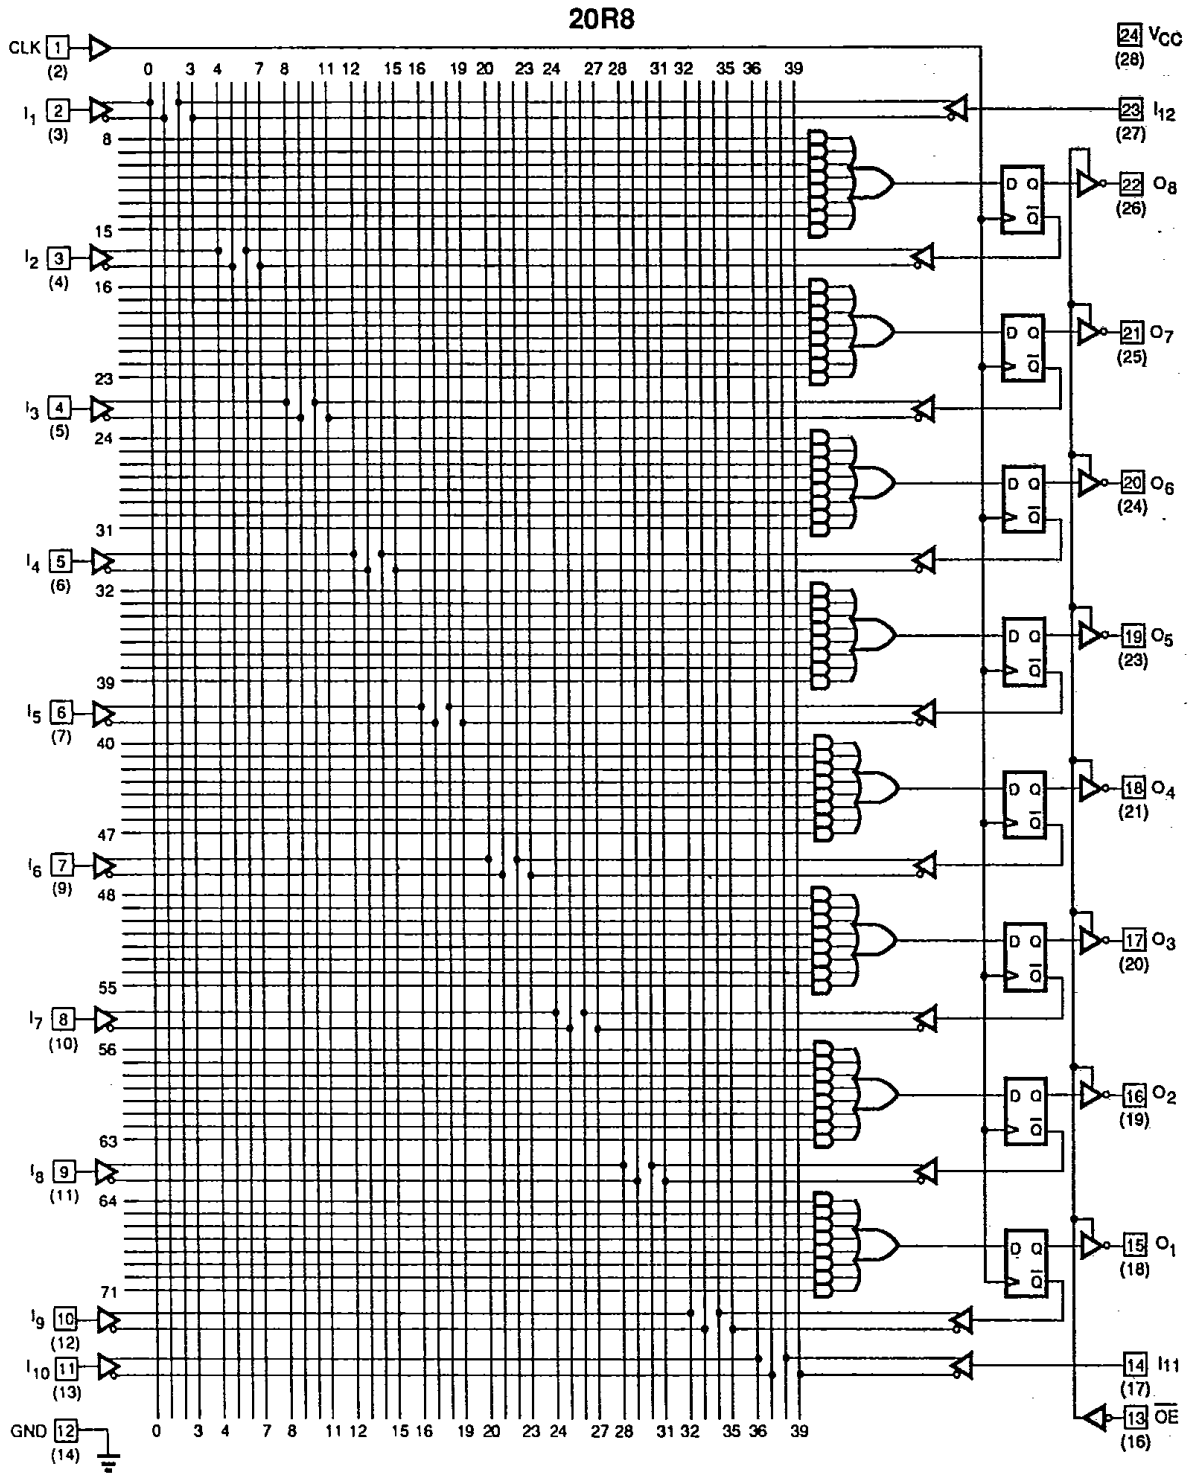 20R8
CLK 1 (2)
24 VCC (28)
0 3 4 7 8 11 12 15 16 19 20 23 24 27 28 31 32 35 36 39
I1 2 (3)
23 I12 (27)
8
D Q Q
22 O8 (26)
15
I2 3 (4)
16
D Q Q
21 O7 (25)
23
I3 4 (5)
24
D Q Q
20 O6 (24)
31
I4 5 (6)
32
D Q Q
19 O5 (23)
39
I5 6 (7)
40
D Q Q
18 O4 (21)
47
I6 7 (9)
48
D Q Q
17 O3 (20)
55
I7 8 (10)
56
D Q Q
16 O2 (19)
63
I8 9 (11)
64
D Q Q
15 O1 (18)
71
I9 10 (12)
I10 11 (13)
14 I11 (17)
13 OE (16)
GND 12 (14)
0 3 4 7 8 11 12 15 16 19 20 23 24 27 28 31 32 35 36 39